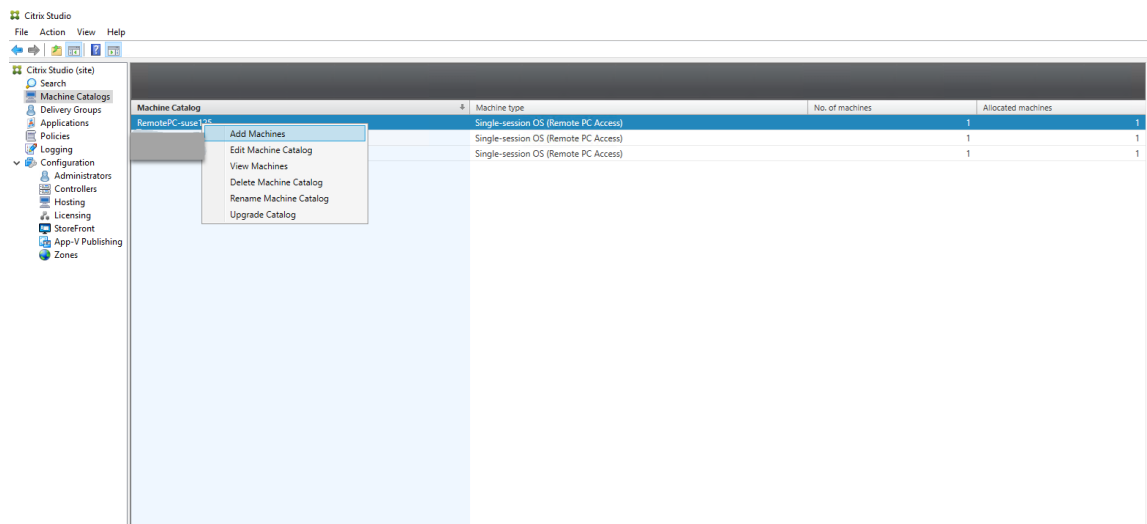 Citrix Studio
File Action View Help
Citrix Studio (site)
Search
Machine Catalogs
Delivery Groups
Applications
Policies
Logging
Configuration
Administrators
Controllers
Hosting
Licensing
StoreFront
App-V Publishing
Zones
Machine Catalog Machine type No. of machines Allocated machines
RemotePC-suse125 Single-session OS (Remote PC Access) 1 1
Single-session OS (Remote PC Access) 1 1
Single-session OS (Remote PC Access) 1 1
Add Machines
Edit Machine Catalog
View Machines
Delete Machine Catalog
Rename Machine Catalog
Upgrade Catalog